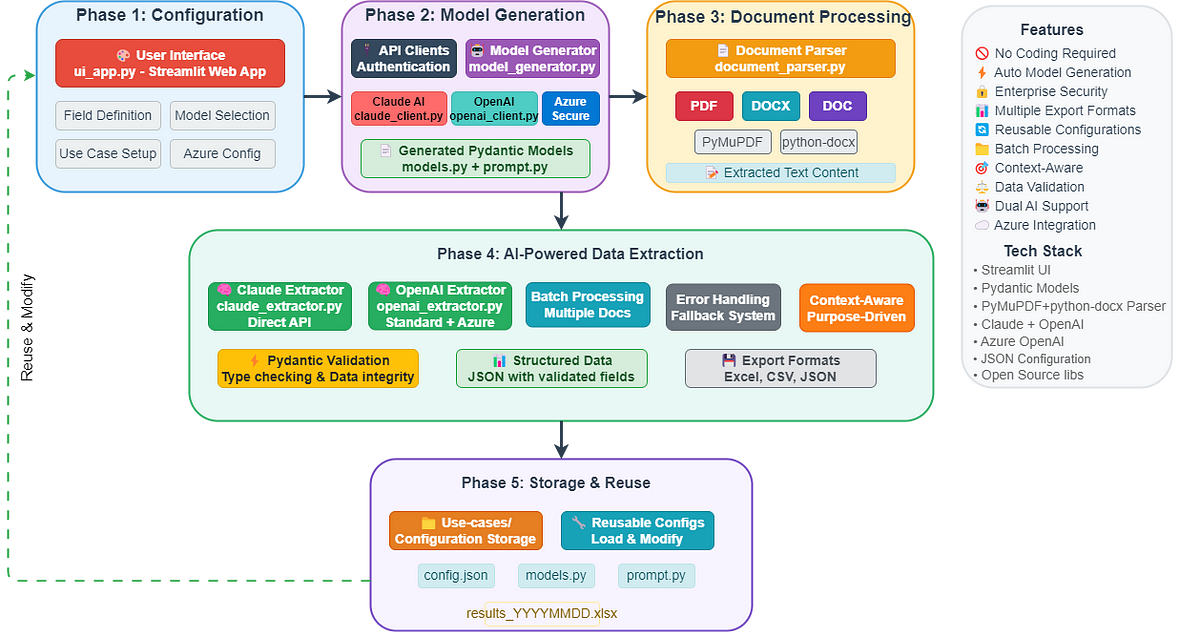 Phase 1: Configuration
User Interface
ui_app.py - Streamlit Web App
Field Definition
Model Selection
Use Case Setup
Azure Config
Phase 2: Model Generation
API Clients
Authentication
Model Generator
model_generator.py
Claude AI
claude_client.py
OpenAI
openai_client.py
Azure
Secure
Generated Pydantic Models
models.py + prompt.py
Phase 3: Document Processing
Document Parser
document_parser.py
PDF
DOCX
DOC
PyMuPDF
python-docx
Extracted Text Content
Features
No Coding Required
Auto Model Generation
Enterprise Security
Multiple Export Formats
Reusable Configurations
Batch Processing
Context-Aware
Data Validation
Dual AI Support
Azure Integration
Tech Stack
• Streamlit UI
• Pydantic Models
• PyMuPDF+python-docx Parser
• Claude + OpenAI
• Azure OpenAI
• JSON Configuration
• Open Source libs
Reuse & Modify
Phase 4: AI-Powered Data Extraction
Claude Extractor
claude_extractor.py
Direct API
OpenAI Extractor
openai_extractor.py
Standard + Azure
Batch Processing
Multiple Docs
Error Handling
Fallback System
Context-Aware
Purpose-Driven
Pydantic Validation
Type checking & Data integrity
Structured Data
JSON with validated fields
Export Formats
Excel, CSV, JSON
Phase 5: Storage & Reuse
Use-cases/
Configuration Storage
Reusable Configs
Load & Modify
config.json
models.py
prompt.py
results_YYYYMMDD.xlsx